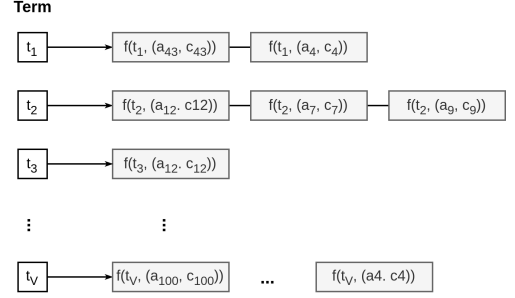 Term
t1 f(t1, (a43, c43)) f(t1, (a4, c4))
t2 f(t2, (a12. c12)) f(t2, (a7, c7)) f(t2, (a9, c9))
t3 f(t3, (a12. c12))
⋮ ⋮
tV f(tV, (a100, c100)) ... f(tV, (a4. c4))